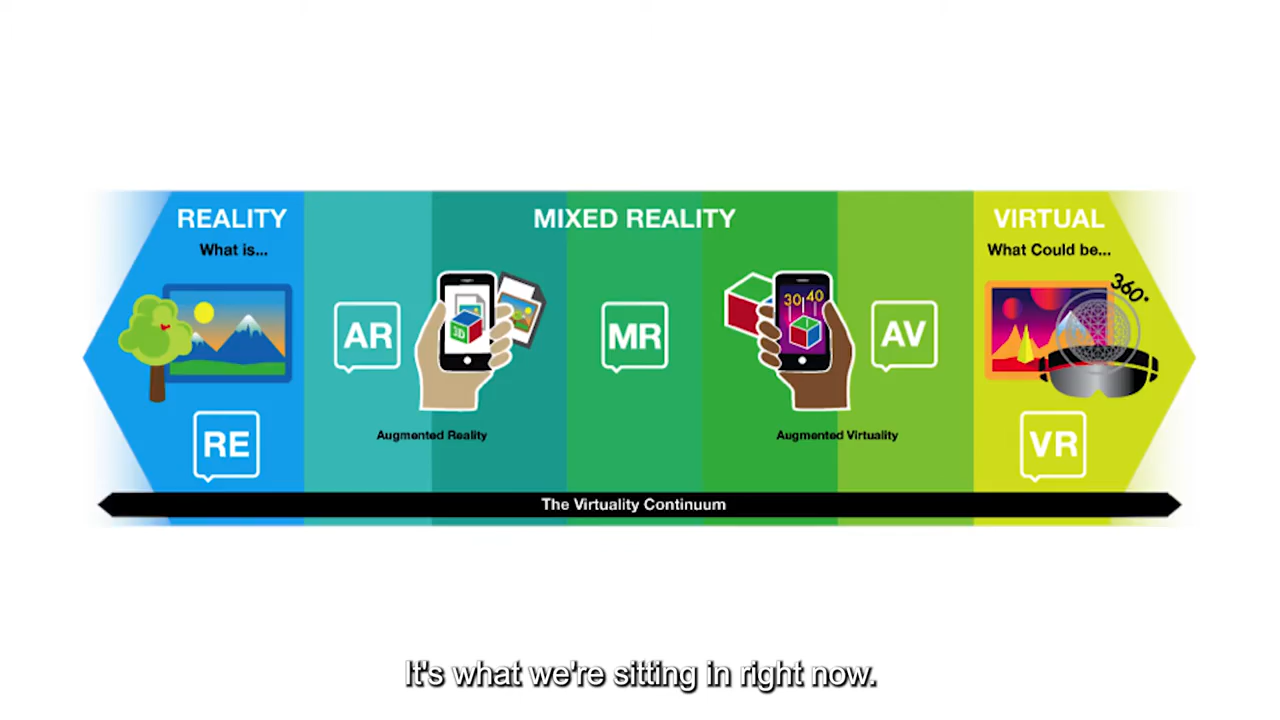 REALITY
MIXED REALITY
VIRTUAL
What is...
What Could be...
360°
AR
3D
MR
30 40
AV
Augmented Reality
Augmented Virtuality
RE
VR
The Virtuality Continuum
It's what we're sitting in right now.